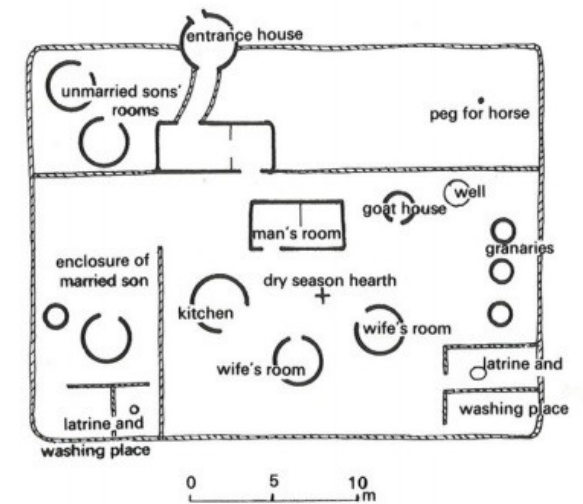 entrance house
unmarried sons'
rooms
peg for horse
well
goat house
man's room
granaries
enclosure of
married son
dry season hearth
kitchen
wife's room
wife's room
latrine and
washing place
latrine and
washing place
0 5 10
m